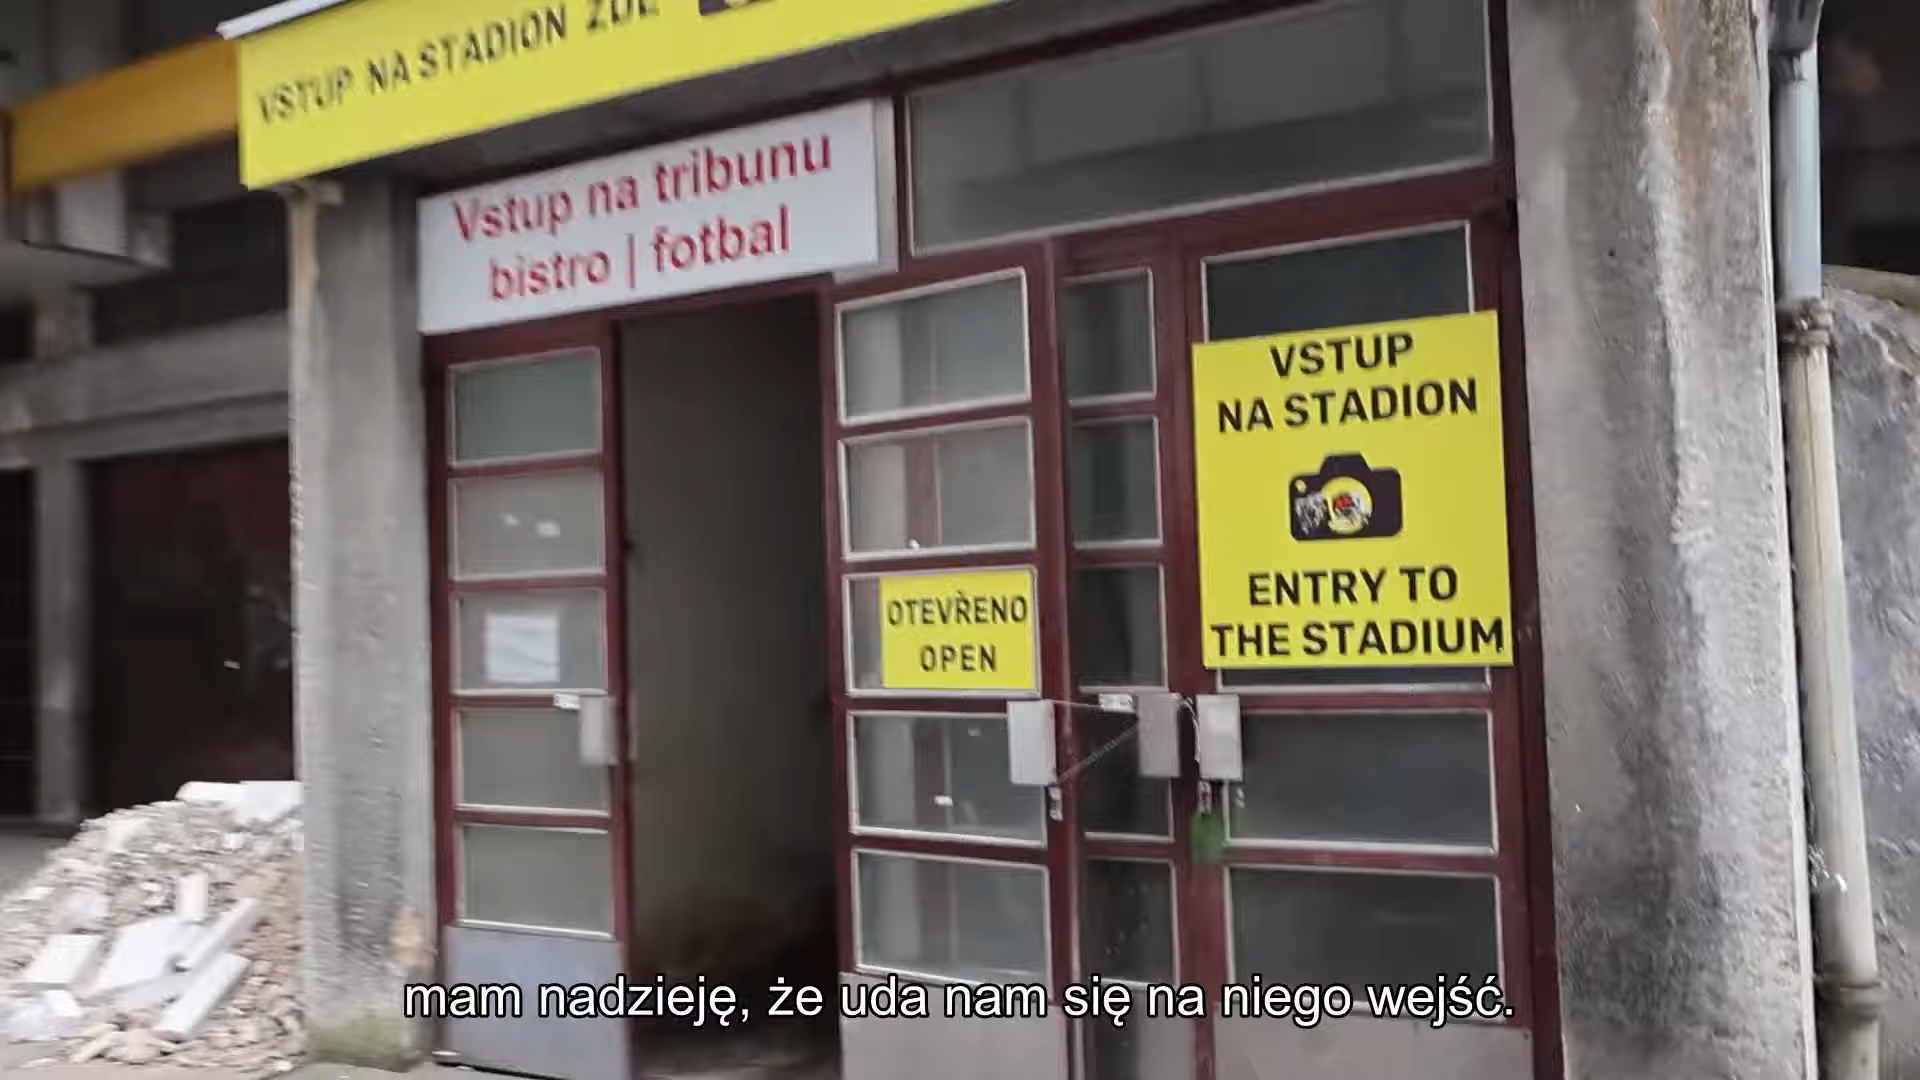 VSTUP NA STADION ZDE
Vstup na tribunu
bistro | fotbal
VSTUP
NA STADION
ENTRY TO
THE STADIUM
OTEVŘENO
OPEN
mam nadzieję, że uda nam się na niego wejść.